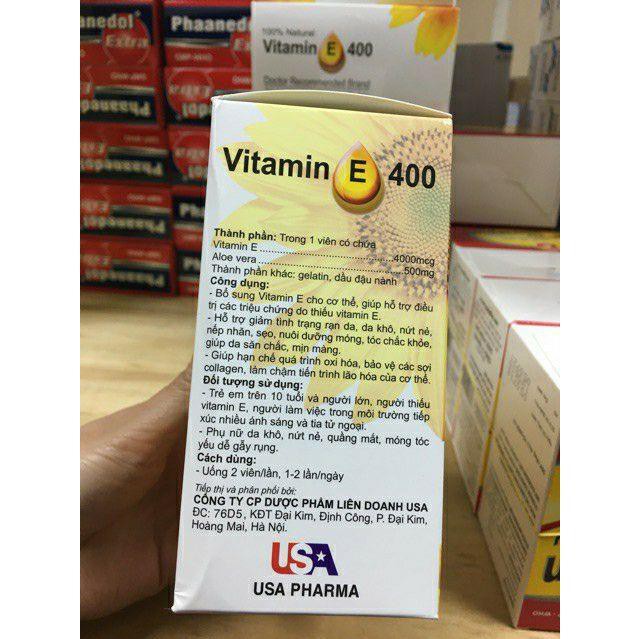 Phaanedol
Extra
Phaanedol
Extra
Phaanedol
Phaanedol
Phaanedol
100% Natural
Vitamin E 400
Doctor Recommended Brand
Vitamin E 400
Thành phần: Trong 1 viên có chứa
Vitamin E.......................................4000mcg
Aloe vera.......................................500mg
Thành phần khác: gelatin, dầu đậu nành
Công dụng:
- Bổ sung Vitamin E cho cơ thể, giúp hỗ trợ điều
trị các triệu chứng do thiếu vitamin E.
- Hỗ trợ giảm tình trạng rạn da, da khô, nứt nẻ,
nếp nhăn, sẹo, nuôi dưỡng móng, tóc chắc khỏe,
giúp da săn chắc, mịn màng.
- Giúp hạn chế quá trình oxi hóa, bảo vệ các sợi
collagen, làm chậm tiến trình lão hóa của cơ thể.
Đối tượng sử dụng:
- Trẻ em trên 10 tuổi và người lớn, người thiếu
vitamin E, người làm việc trong môi trường tiếp
xúc nhiều ánh sáng và tia tử ngoại.
- Phụ nữ da khô, nứt nẻ, quầng mắt, móng tóc
yếu dễ gẫy rụng.
Cách dùng:
- Uống 2 viên/lần, 1-2 lần/ngày
Tiếp thị và phân phối bởi:
CÔNG TY CP DƯỢC PHẨM LIÊN DOANH USA
ĐC: 76D5, KĐT Đại Kim, Định Công, P. Đại Kim,
Hoàng Mai, Hà Nội.
USA
USA PHARMA